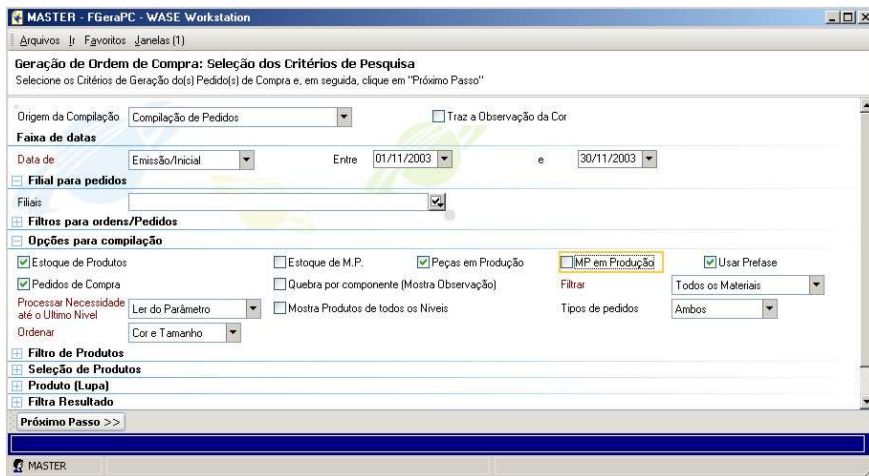 MASTER - FGeraPC - WASE Workstation
Arquivos Ir Favoritos Janelas (1)
Geração de Ordem de Compra: Seleção dos Critérios de Pesquisa
Selecione os Critérios de Geração do(s) Pedido(s) de Compra e, em seguida, clique em "Próximo Passo"
Origem da Compilação Compilação de Pedidos Traz a Observação da Cor
Faixa de datas
Data de Emissão/Inicial Entre 01/11/2003 e 30/11/2003
Filial para pedidos
Filiais
Filtros para ordens/Pedidos
Opções para compilação
Estoque de Produtos Estoque de M.P. Peças em Produção MP em Produção Usar Prefase
Pedidos de Compra Quebra por componente (Mostra Observação) Filtrar Todos os Materiais
Processar Necessidade até o Ultimo Nivel Ler do Parâmetro Mostra Produtos de todos os Niveis Tipos de pedidos Ambos
Ordenar Cor e Tamanho
Filtro de Produtos
Seleção de Produtos
Produto (Lupa)
Filtra Resultado
Próximo Passo >>
MASTER